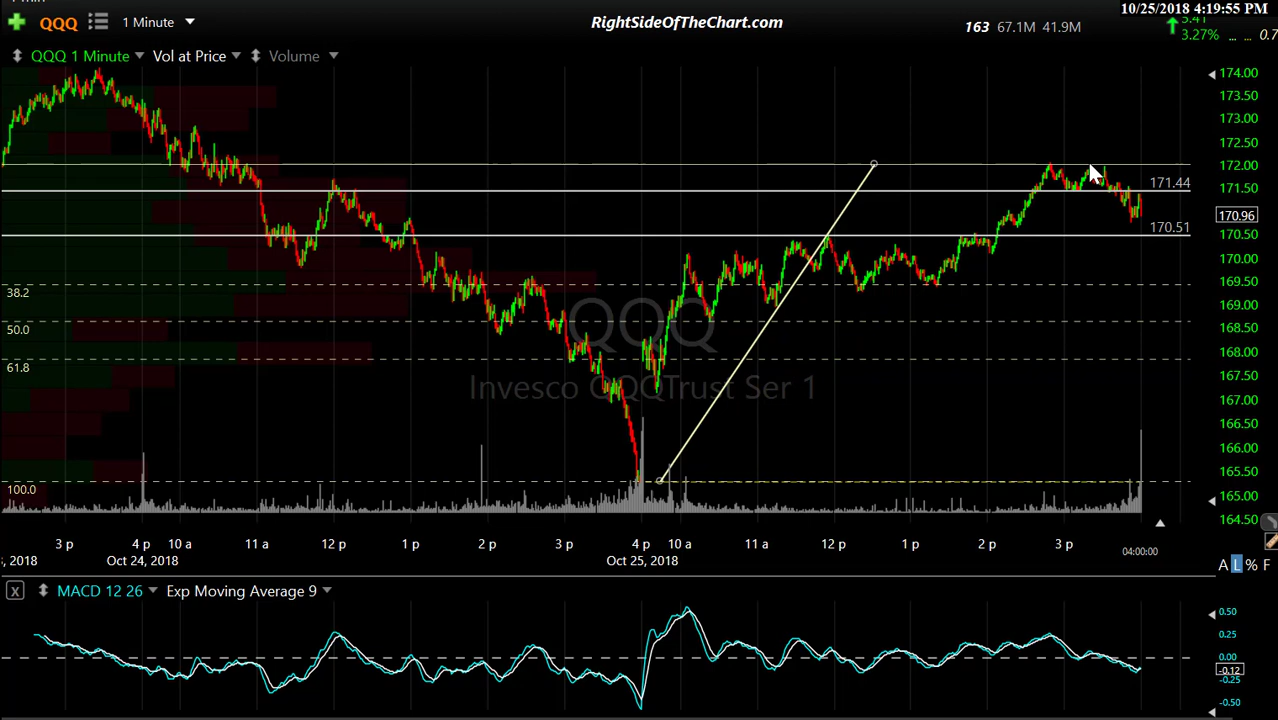 10/25/2018 4:19:55 PM
QQQ 1 Minute RightSideOfTheChart.com 163 67.1M 41.9M
3.27% ... ... 0.7
QQQ 1 Minute Vol at Price Volume
174.00
173.50
173.00
172.50
172.00
171.44 171.50
170.96
170.51 170.50
170.00
38.2 169.50
169.00
50.0 168.50
QQQ
61.8 168.00
Invesco QQQTrust Ser 1 167.50
167.00
166.50
166.00
165.50
100.0 165.00
164.50
3 p 4 p 10 a 11 a 12 p 1 p 2 p 3 p 4 p 10 a 11 a 12 p 1 p 2 p 3 p 04:00:00
, 2018 Oct 24, 2018 Oct 25, 2018 A L % F
X MACD 12 26 Exp Moving Average 9
0.50
0.25
0.00
-0.12
-0.25
-0.50